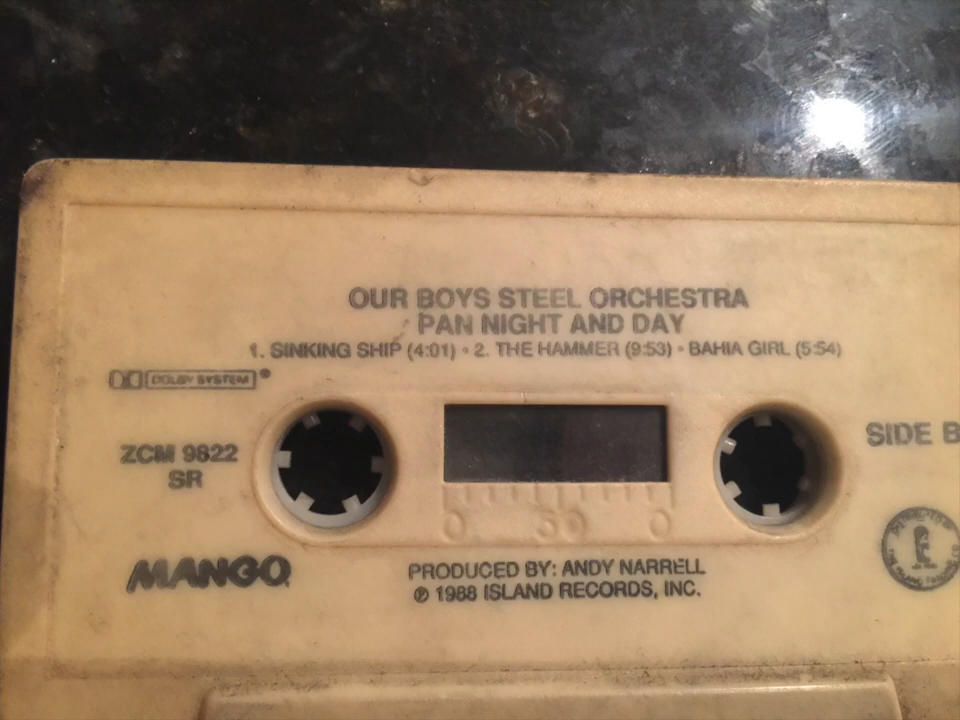 OUR BOYS STEEL ORCHESTRA
PAN NIGHT AND DAY
1. SINKING SHIP (4:01) • 2. THE HAMMER (9:53) • BAHIA GIRL (5:54)
DOLBY SYSTEM ®
ZCM 9822
SR
SIDE B
0 50 0
MANGO
PRODUCED BY: ANDY NARRELL
℗ 1988 ISLAND RECORDS, INC.